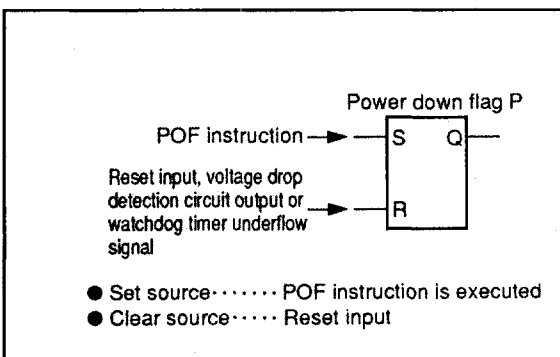 Power down flag P
POF instruction
S Q
Reset input, voltage drop
detection circuit output or
watchdog timer underflow
signal
R
● Set source······· POF instruction is executed
● Clear source····· Reset input